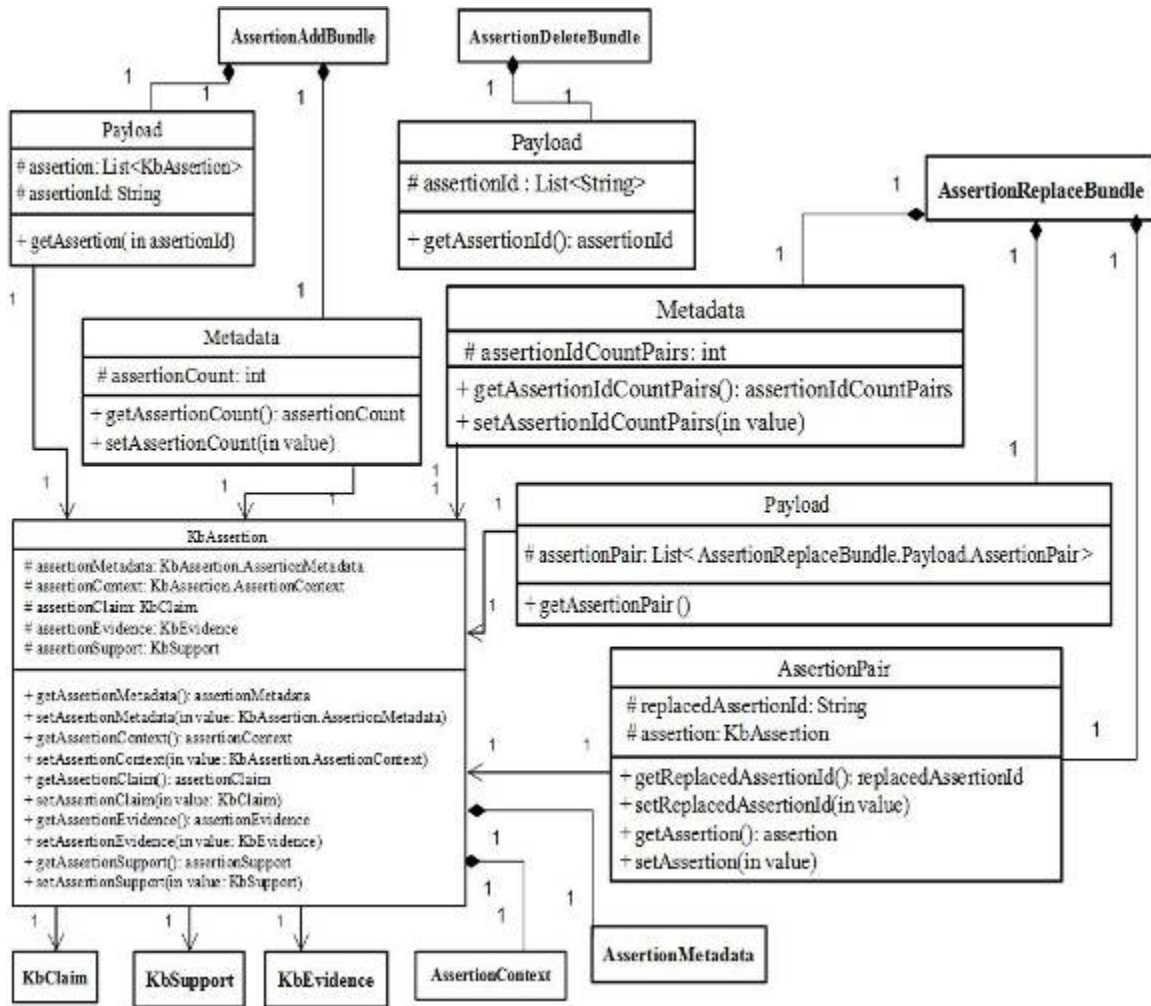 AssertionAddBundle
AssertionDeleteBundle
1
1
1
1
1
Payload
# assertion: List<KbAssertion>
# assertionId: String
+ getAssertion( in assertionId)
Payload
# assertionId : List<String>
+ getAssertionId(): assertionId
1
AssertionReplaceBundle
1
1
1
1
1
Metadata
# assertionCount: int
+ getAssertionCount(): assertionCount
+ setAssertionCount(in value)
Metadata
# assertionIdCountPairs: int
+ getAssertionIdCountPairs(): assertionIdCountPairs
+ setAssertionIdCountPairs(in value)
1
1
1
1
1
1
1
Payload
# assertionPair: List< AssertionReplaceBundle.Payload.AssertionPair>
+ getAssertionPair ()
1
KbAssertion
# assertionMetadata: KbAssertion.AssertionMetadata
# assertionContext: KbAssertion.AssertionContext
# assertionClaim: KbClaim
# assertionEvidence: KbEvidence
# assertionSupport: KbSupport
+ getAssertionMetadata(): assertionMetadata
+ setAssertionMetadata(in value: KbAssertion.AssertionMetadata)
+ getAssertionContext(): assertionContext
+ setAssertionContext(in value: KbAssertion.AssertionContext)
+ getAssertionClaim(): assertionClaim
+ setAssertionClaim(in value: KbClaim)
+ getAssertionEvidence(): assertionEvidence
+ setAssertionEvidence(in value: KbEvidence)
+ getAssertionSupport: assertionSupport
+ setAssertionSupport(in value: KbSupport)
AssertionPair
# replacedAssertionId: String
# assertion: KbAssertion
+ getReplacedAssertionId(): replacedAssertionId
+ setReplacedAssertionId(in value)
+ getAssertion(): assertion
+ setAssertion(in value)
1
1
1
1
1
1
1
1
1
1
KbClaim
KbSupport
KbEvidence
AssertionContext
AssertionMetadata